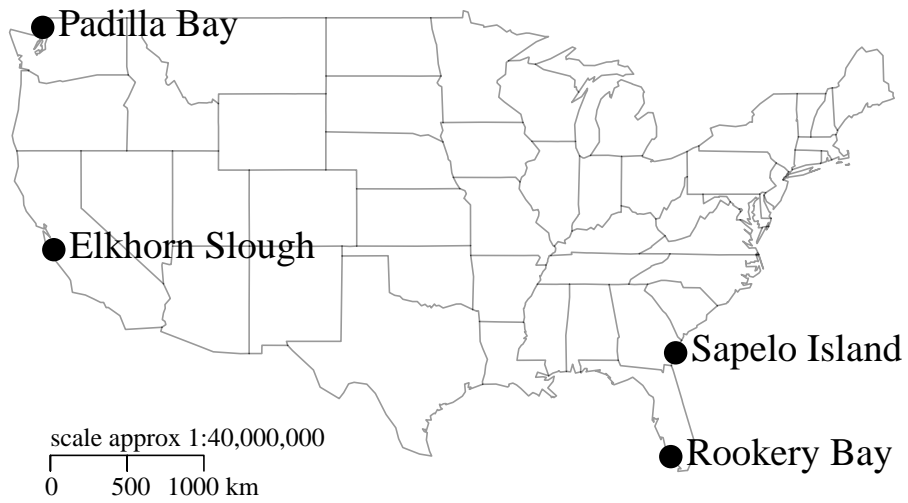 Padilla Bay
Elkhorn Slough
Sapelo Island
scale approx 1:40,000,000
Rookery Bay
0 500 1000 km